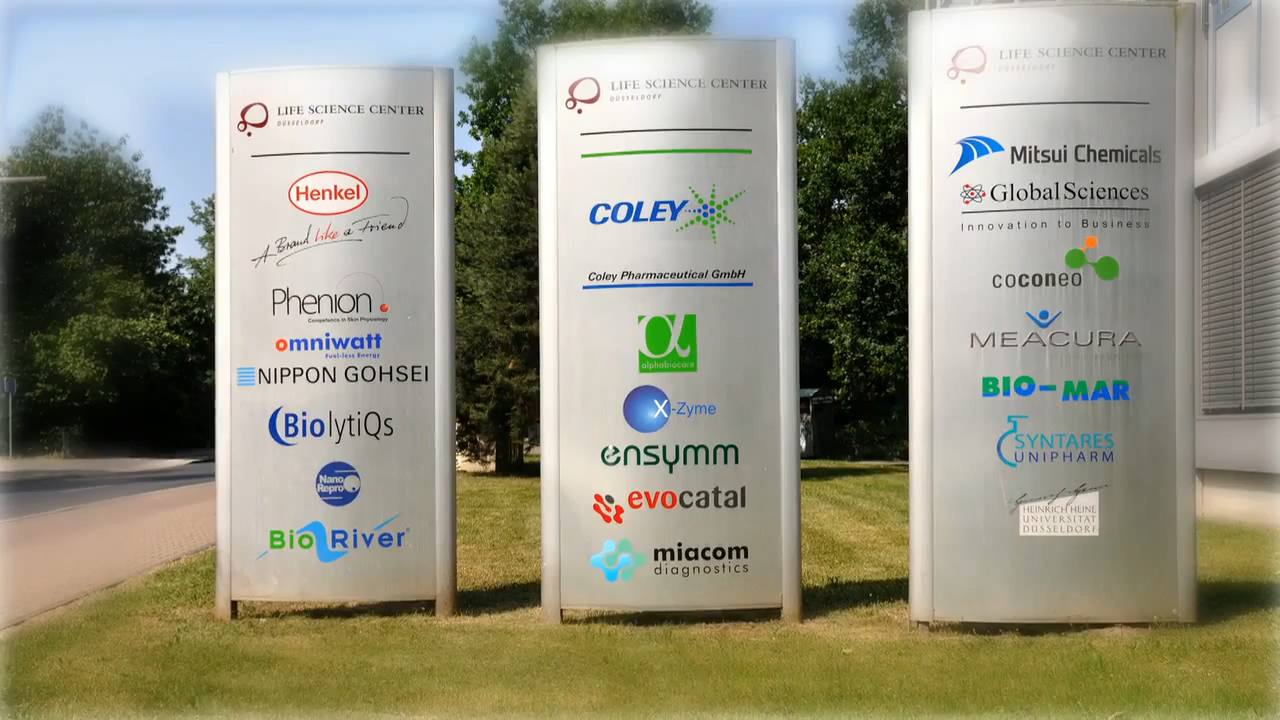 LIFE SCIENCE CENTER
DÜSSELDORF
Henkel
A Brand like a Friend
Phenion
Competence in Skin Physiology
omniwatt
Fuel-less Energy
NIPPON GOHSEI
BiolytiQs
Nano
Repro
BioRiver
LIFE SCIENCE CENTER
DÜSSELDORF
COLEY
Coley Pharmaceutical GmbH
α
alphabiocare
X-Zyme
ensymm
evocatal
miacom
diagnostics
LIFE SCIENCE CENTER
DÜSSELDORF
Mitsui Chemicals
Global Sciences
Innovation to Business
coconeo
MEACURA
BIO-MAR
SYNTARES
UNIPHARM
HEINRICH HEINE
UNIVERSITÄT
DÜSSELDORF